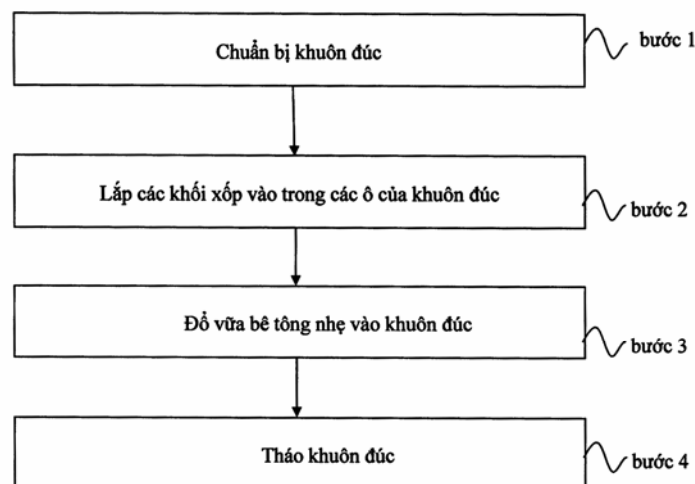 Chuẩn bị khuôn đúc
bước 1
Lắp các khối xốp vào trong các ô của khuôn đúc
bước 2
Đổ vữa bê tông nhẹ vào khuôn đúc
bước 3
Tháo khuôn đúc
bước 4